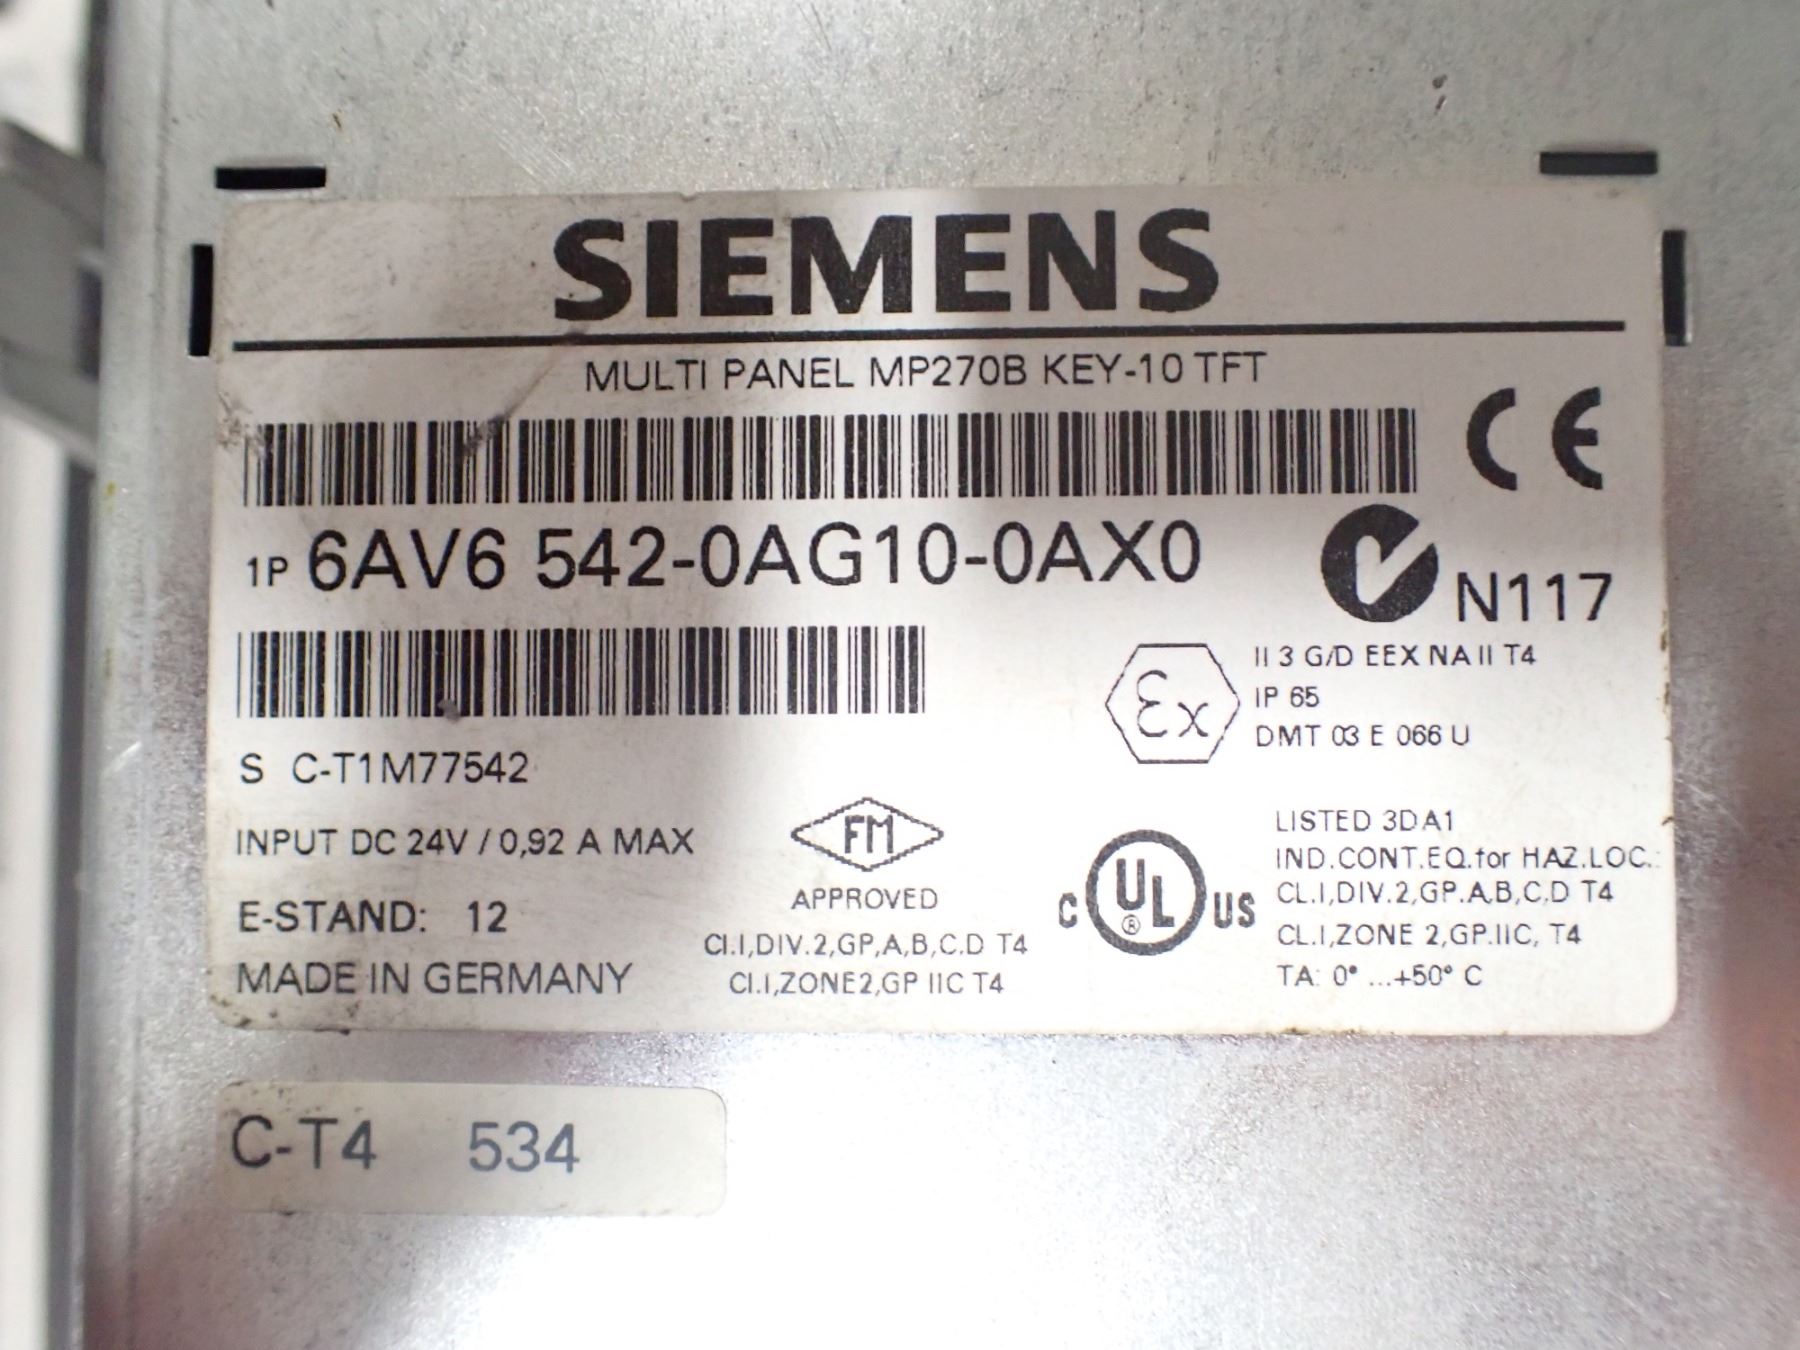 SIEMENS
MULTI PANEL MP270B KEY-10 TFT
CE
1P 6AV6 542-0AG10-0AX0
N117
Ex
II 3 G/D EEX NA II T4
IP 65
DMT 03 E 066 U
S C-T1M77542
INPUT DC 24V / 0,92 A MAX
E-STAND: 12
MADE IN GERMANY
FM
APPROVED
Cl.I,DIV.2,GP,A,B,C.D T4
Cl.I,ZONE2,GP IIC T4
C UL ® US
LISTED 3DA1
IND.CONT.EQ.for HAZ.LOC.:
CL.I,DIV.2,GP.A,B,C,D T4
CL.I,ZONE 2,GP.IIC, T4
TA: 0° ...+50° C
C-T4 534